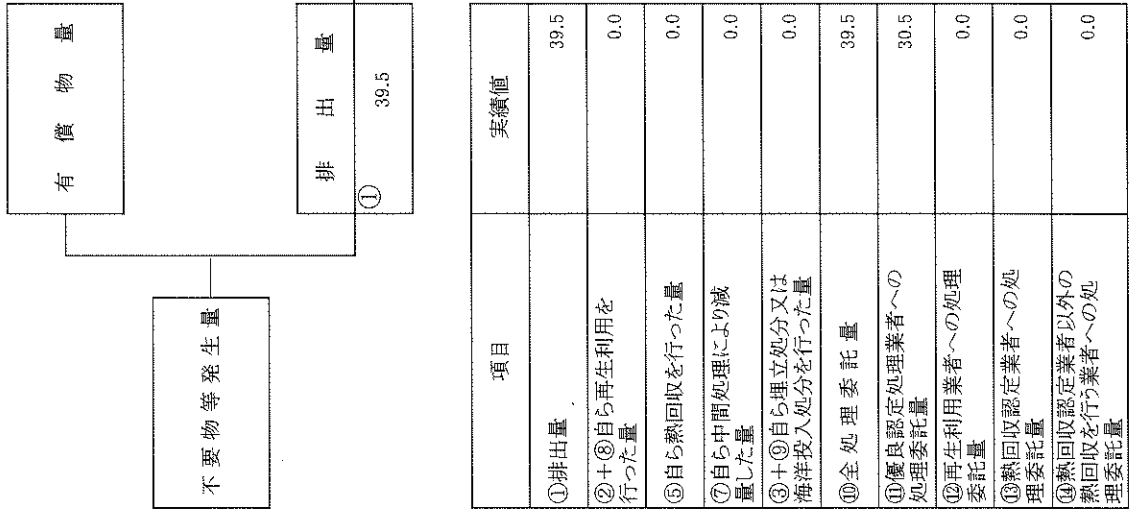 不要物等発生量
有償物量
排出量
①
39.5
項目 実績値
①排出量 39.5
②+⑧自ら再生利用を
行った量 0.0
⑤自ら熱回収を行った量 0.0
⑦自ら中間処理により減
量した量 0.0
③+⑨自ら埋立処分又は
海洋投入処分を行った量 0.0
⑩全処理委託量 39.5
⑪優良認定処理業者への
処理委託量 30.5
⑫再生利用業者への処理
委託量 0.0
⑬熱回収認定業者への処
理委託量 0.0
⑭熱回収認定業者以外の
熱回収を行う業者への処
理委託量 0.0